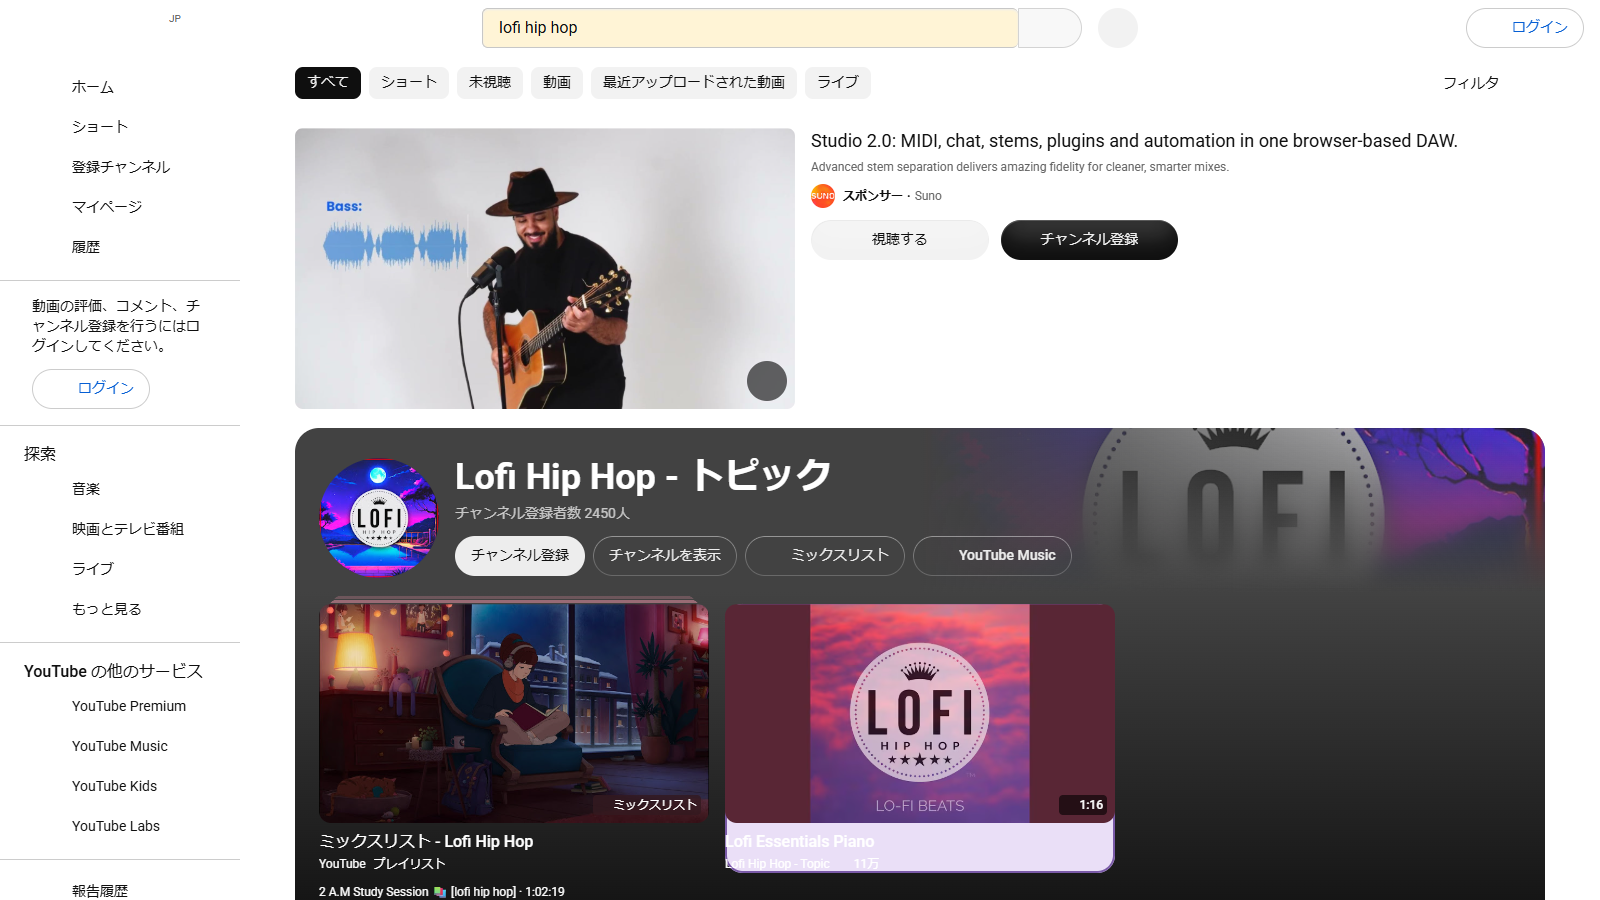 JP
lofi hip hop
ログイン
ホーム
ショート
登録チャンネル
マイページ
履歴
動画の評価、コメント、チ
ャンネル登録を行うにはロ
グインしてください。
ログイン
探索
音楽
映画とテレビ番組
ライブ
もっと見る
YouTube の他のサービス
YouTube Premium
YouTube Music
YouTube Kids
YouTube Labs
報告履歴
すべて
ショート
未視聴
動画
最近アップロードされた動画
ライブ
フィルタ
Bass:
Studio 2.0: MIDI, chat, stems, plugins and automation in one browser-based DAW.
Advanced stem separation delivers amazing fidelity for cleaner, smarter mixes.
SUNO
スポンサー · Suno
視聴する
チャンネル登録
LOFI
LOFI
HIP HOP
Lofi Hip Hop - トピック
チャンネル登録者数 2450人
チャンネル登録
チャンネルを表示
ミックスリスト
YouTube Music
ミックスリスト
ミックスリスト - Lofi Hip Hop
YouTube プレイリスト
2 A.M Study Session 📚 [lofi hip hop] · 1:02:19
LOFI
HIP HOP
LO-FI BEATS
1:16
Lofi Essentials Piano
Lofi Hip Hop - Topic 11万